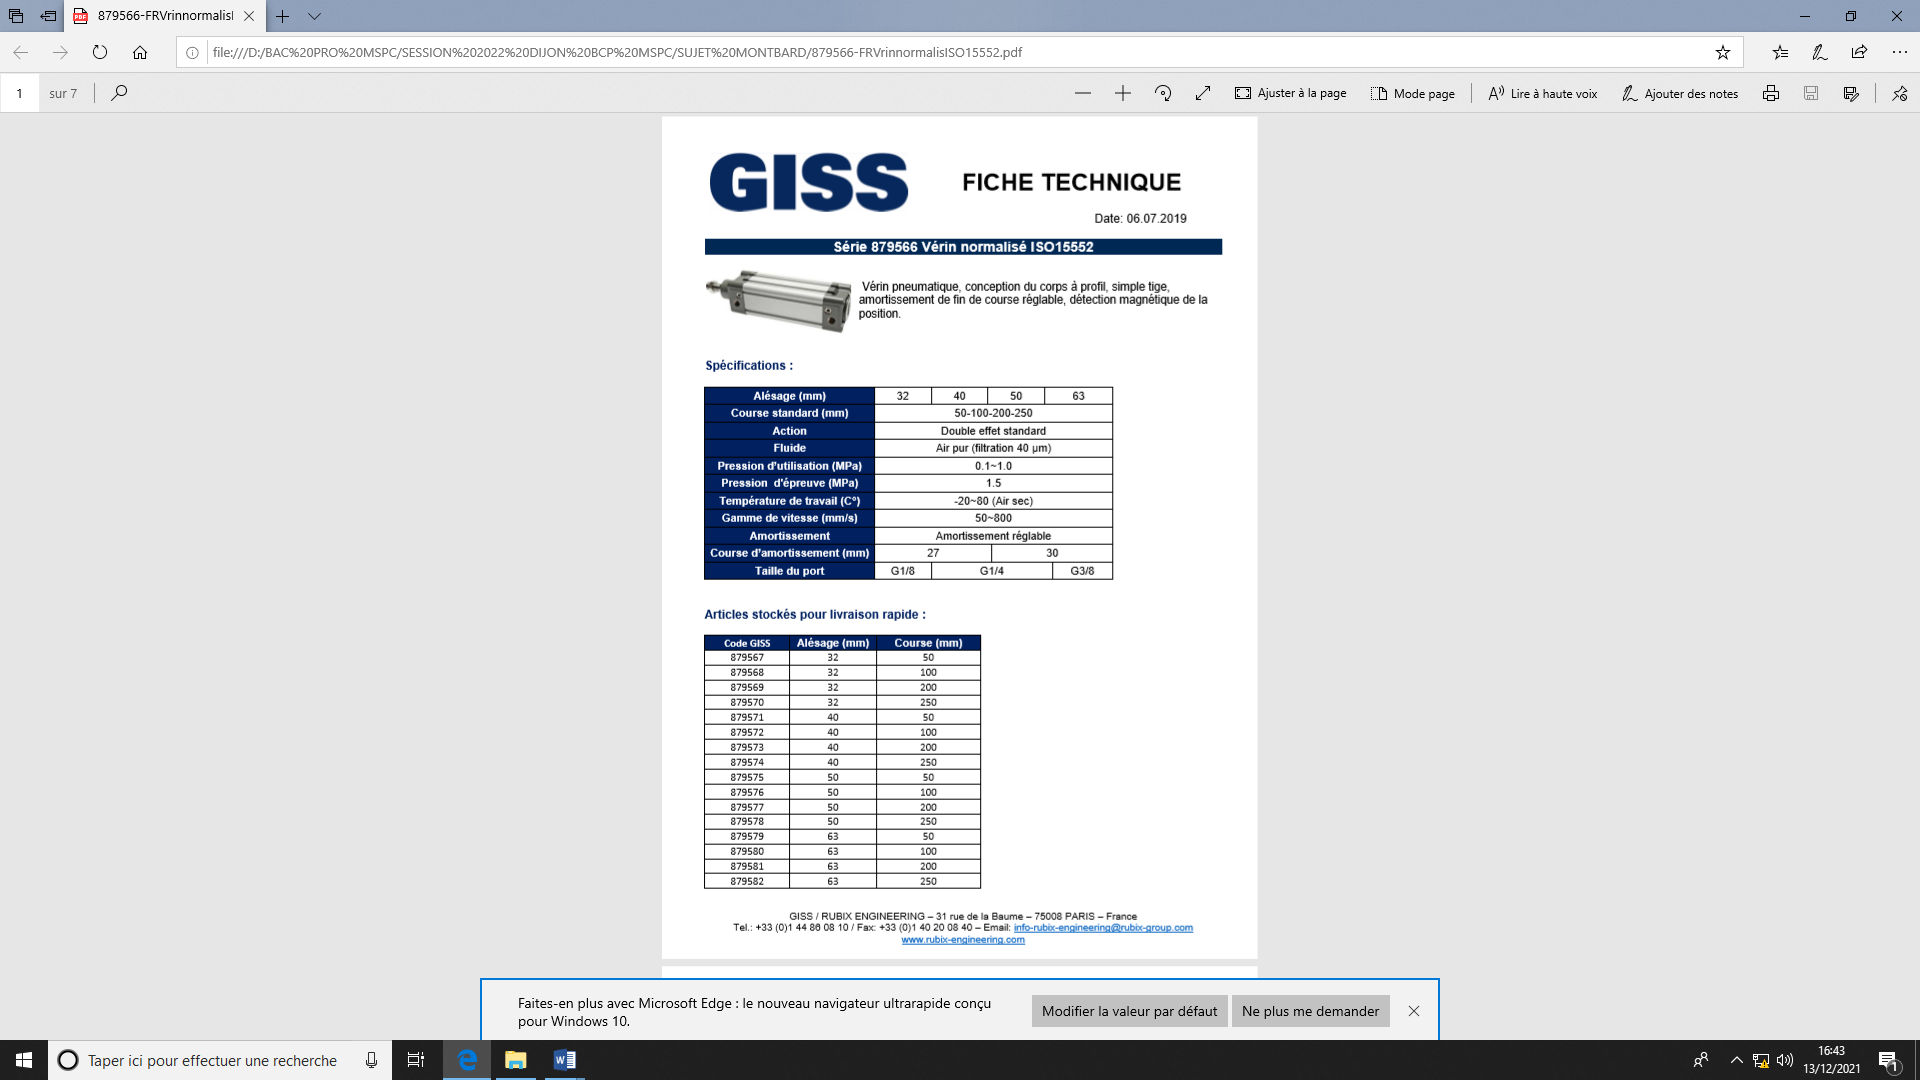 879566-FRVrinnormalisI
file:///D:/BAC%20PRO%20MSPC/SESSION%202022%20DIJON%20BCP%20MSPC/SUJET%20MONTBARD/879566-FRVrinnormalisISO15552.pdf
1 sur 7 Ajuster à la page Mode page Lire à haute voix Ajouter des notes
GISS FICHE TECHNIQUE
Date: 06.07.2019
Série 879566 Vérin normalisé ISO15552
Vérin pneumatique, conception du corps à profil, simple tige,
amortissement de fin de course réglable, détection magnétique de la
position.
Spécifications :
Alésage (mm) 32 40 50 63
Course standard (mm) 50-100-200-250
Action Double effet standard
Fluide Air pur (filtration 40 µm)
Pression d'utilisation (MPa) 0.1~1.0
Pression d'épreuve (MPa) 1.5
Température de travail (C°) -20~80 (Air sec)
Gamme de vitesse (mm/s) 50~800
Amortissement Amortissement réglable
Course d'amortissement (mm) 27 30
Taille du port G1/8 G1/4 G3/8
Articles stockés pour livraison rapide :
Code GISS Alésage (mm) Course (mm)
879567 32 50
879568 32 100
879569 32 200
879570 32 250
879571 40 50
879572 40 100
879573 40 200
879574 40 250
879575 50 50
879576 50 100
879577 50 200
879578 50 250
879579 63 50
879580 63 100
879581 63 200
879582 63 250
GISS / RUBIX ENGINEERING – 31 rue de la Baume – 75008 PARIS – France
Tel.: +33 (0)1 44 86 08 10 / Fax: +33 (0)1 40 20 08 40 – Email: info-rubix-engineering@rubix-group.com
www.rubix-engineering.com
Faites-en plus avec Microsoft Edge : le nouveau navigateur ultrarapide conçu
pour Windows 10.
Modifier la valeur par défaut Ne plus me demander
Taper ici pour effectuer une recherche
16:43
13/12/2021
1